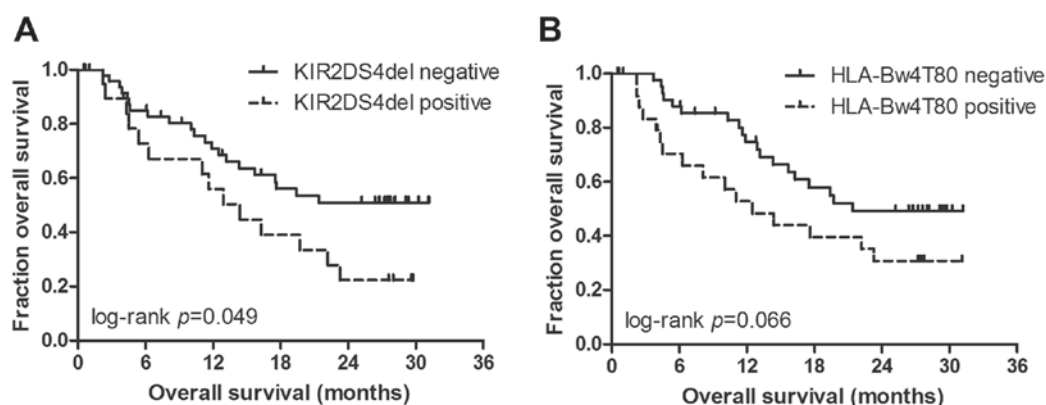 A
KIR2DS4del negative
KIR2DS4del positive
Fraction overall survival
1.0
0.8
0.6
0.4
0.2
0.0
log-rank p=0.049
0 6 12 18 24 30 36
Overall survival (months)
B
HLA-Bw4T80 negative
HLA-Bw4T80 positive
Fraction overall survival
1.0
0.8
0.6
0.4
0.2
0.0
log-rank p=0.066
0 6 12 18 24 30 36
Overall survival (months)